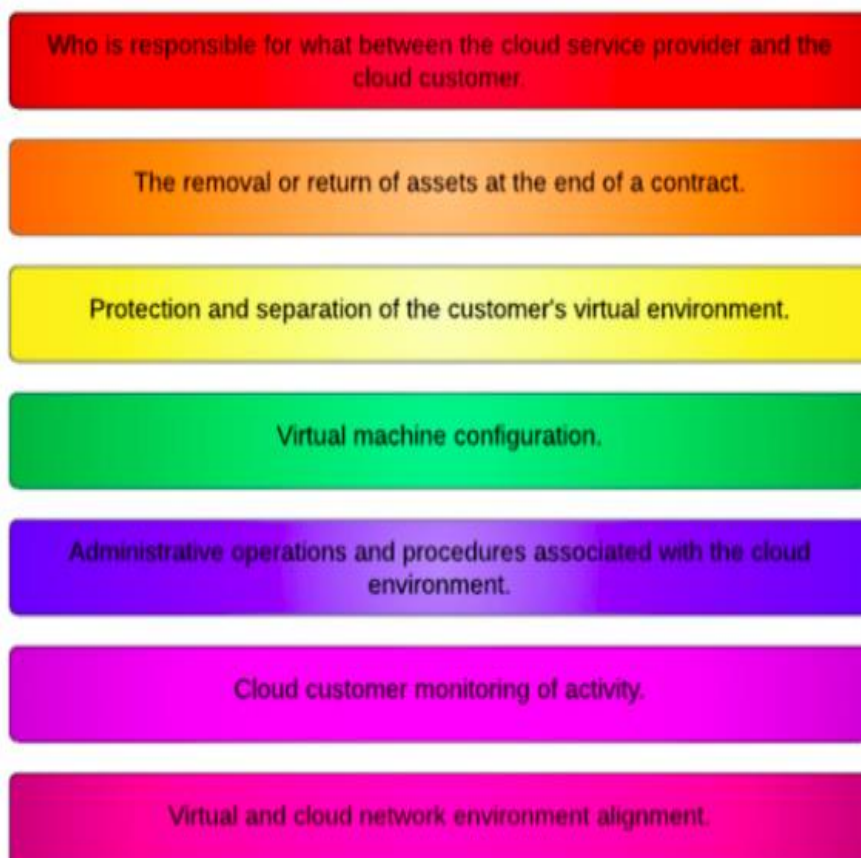 Who is responsible for what between the cloud service provider and the
cloud customer.
The removal or return of assets at the end of a contract.
Protection and separation of the customer's virtual environment.
Virtual machine configuration.
Administrative operations and procedures associated with the cloud
environment.
Cloud customer monitoring of activity.
Virtual and cloud network environment alignment.